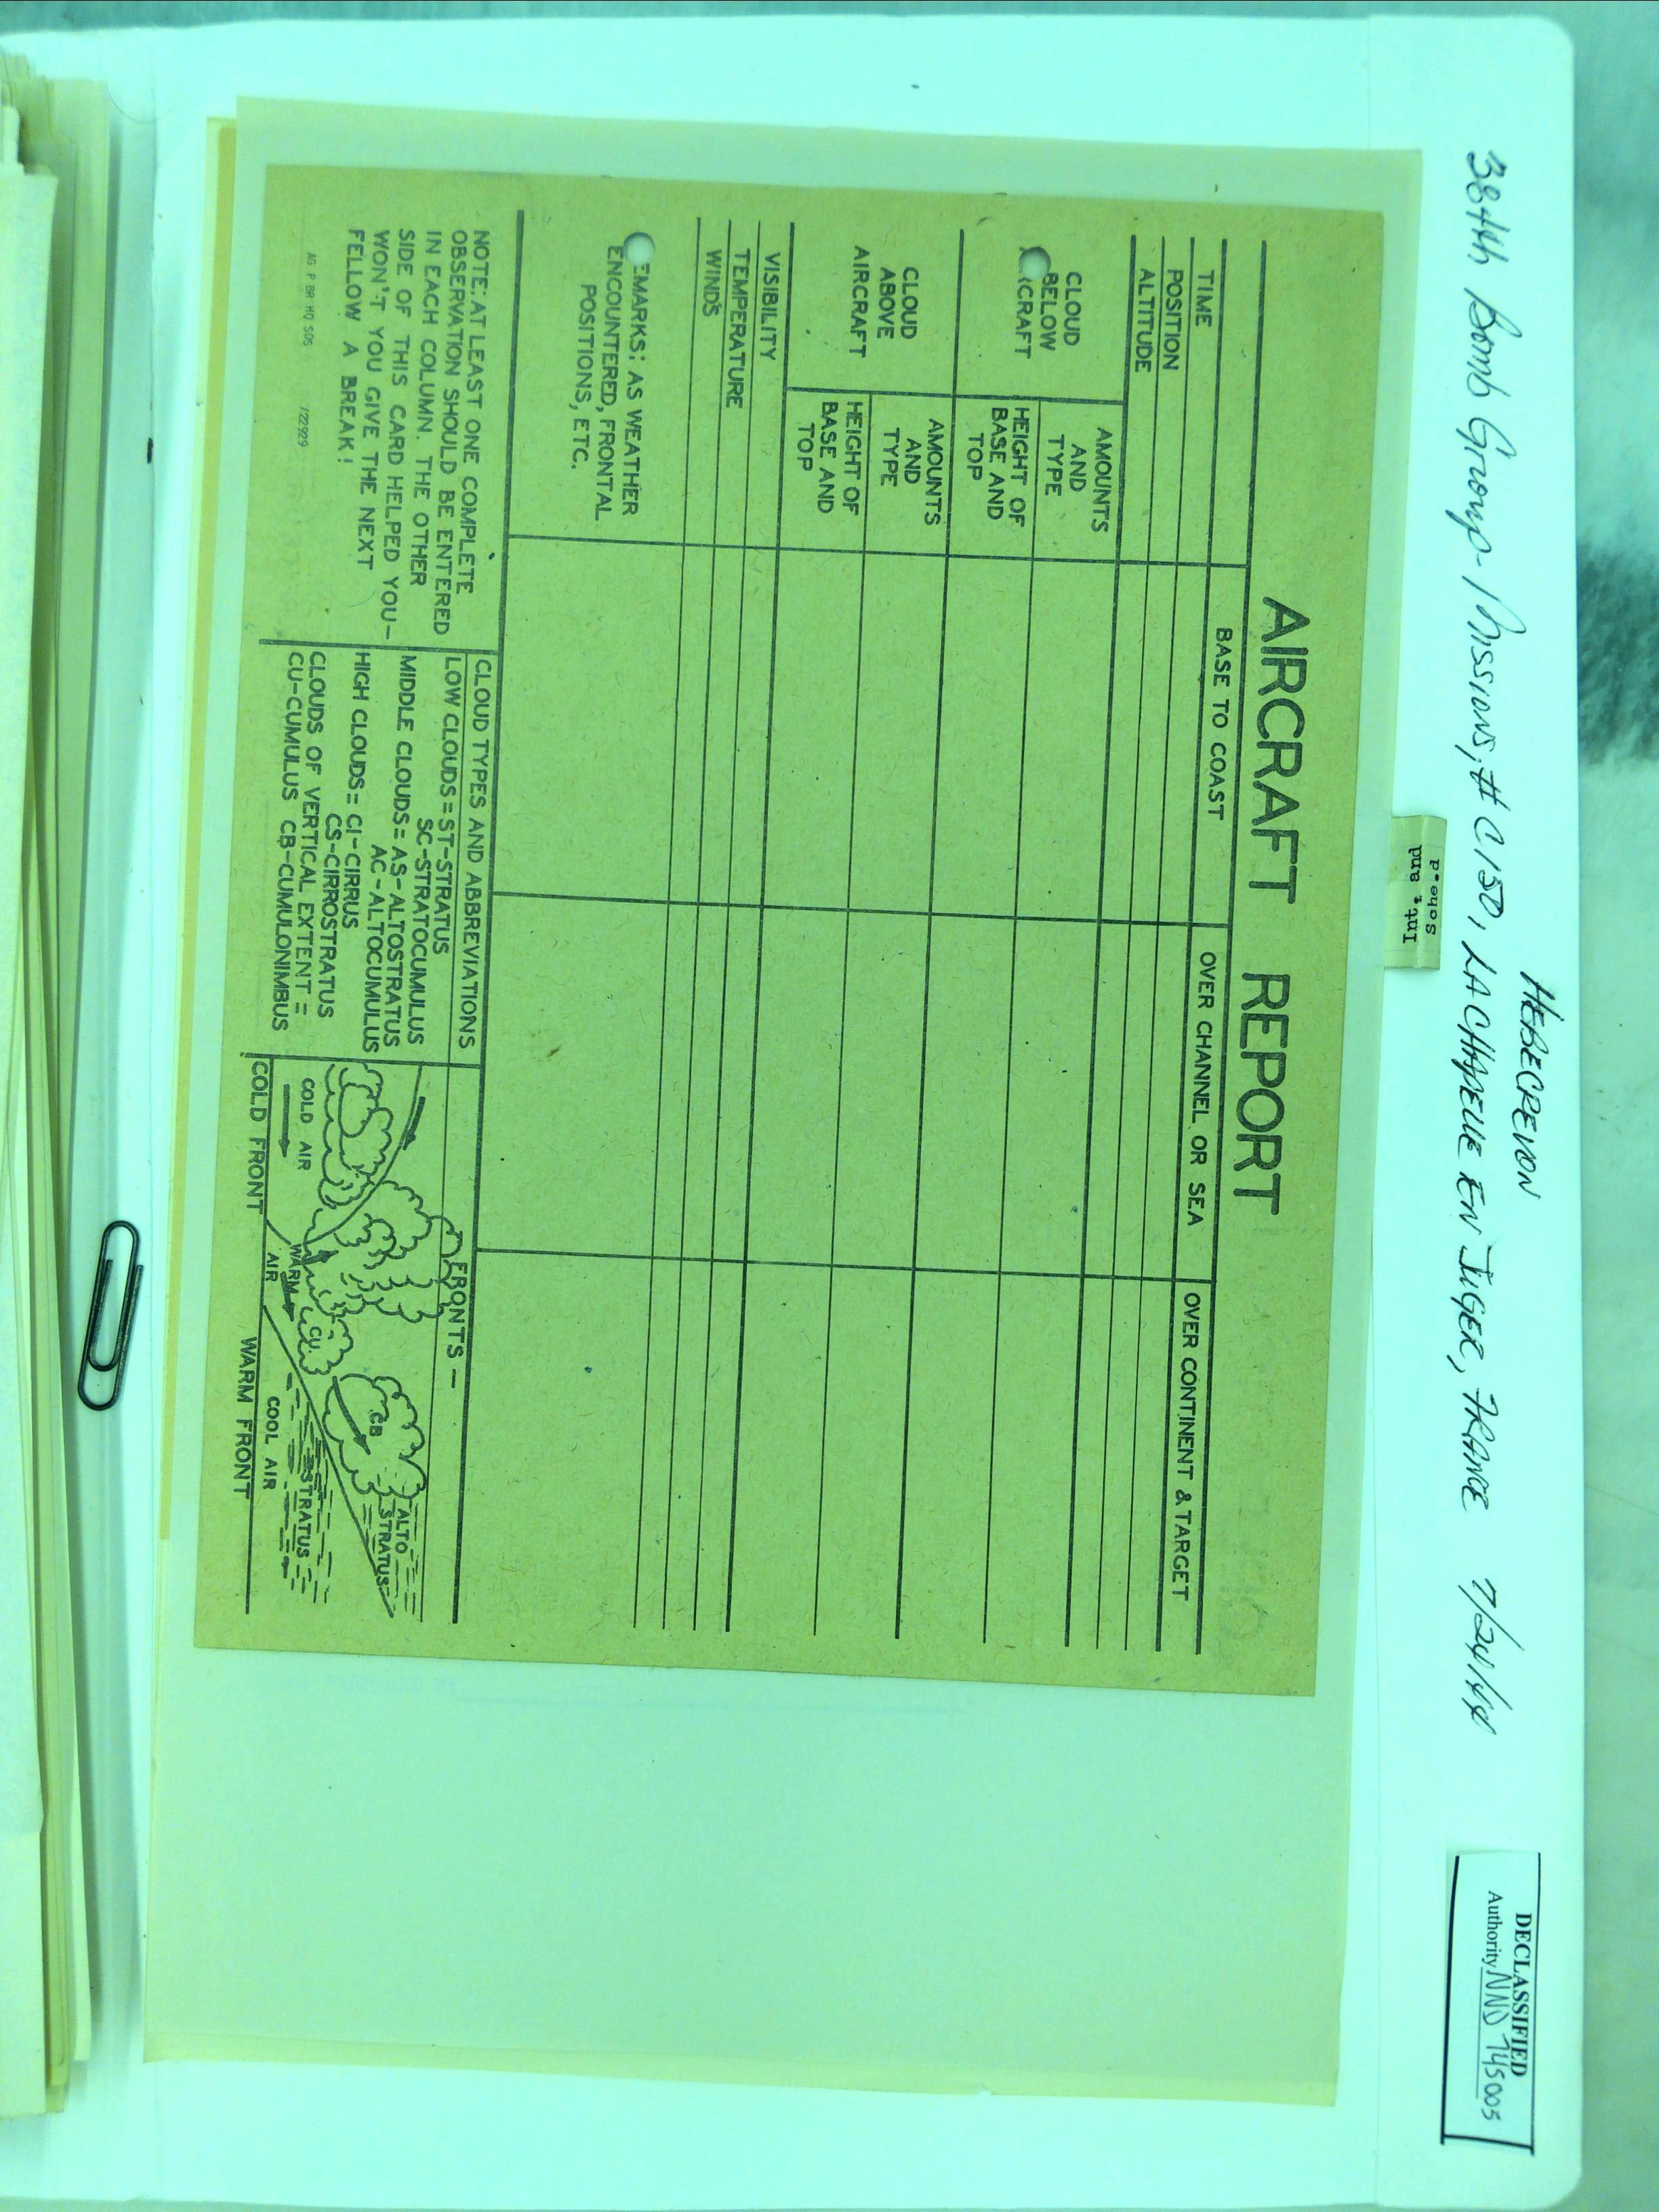 HEBECREVON
384th Bomb Group - Missions, # C150, LA CHAPELLE EN JUGER, FRANCE 7/24/44
DECLASSIFIED
Authority NND 745005
Int. and
Sched.
AIRCRAFT REPORT
BASE TO COAST
OVER CHANNEL OR SEA
OVER CONTINENT & TARGET
TIME
POSITION
ALTITUDE
CLOUD
BELOW
CRAFT
AMOUNTS
AND
TYPE
HEIGHT OF
BASE AND
TOP
CLOUD
ABOVE
AIRCRAFT
AMOUNTS
AND
TYPE
HEIGHT OF
BASE AND
TOP
VISIBILITY
TEMPERATURE
WINDS
EMARKS: AS WEATHER
ENCOUNTERED, FRONTAL
POSITIONS, ETC.
NOTE: AT LEAST ONE COMPLETE
OBSERVATION SHOULD BE ENTERED
IN EACH COLUMN. THE OTHER
SIDE OF THIS CARD HELPED YOU-
WON'T YOU GIVE THE NEXT
FELLOW A BREAK!
AG P BR HQ SOS 722929
CLOUD TYPES AND ABBREVIATIONS
LOW CLOUDS = ST-STRATUS
SC-STRATOCUMULUS
MIDDLE CLOUDS= AS-ALTOSTRATUS
AC-ALTOCUMULUS
HIGH CLOUDS= CI-CIRRUS
CS-CIRROSTRATUS
CLOUDS OF VERTICAL EXTENT =
CU-CUMULUS CB-CUMULONIMBUS
FRONTS -
COLD AIR
WARM
AIR
CU
CB
ALTO
STRATUS
STRATUS
COOL AIR
COLD FRONT
WARM FRONT